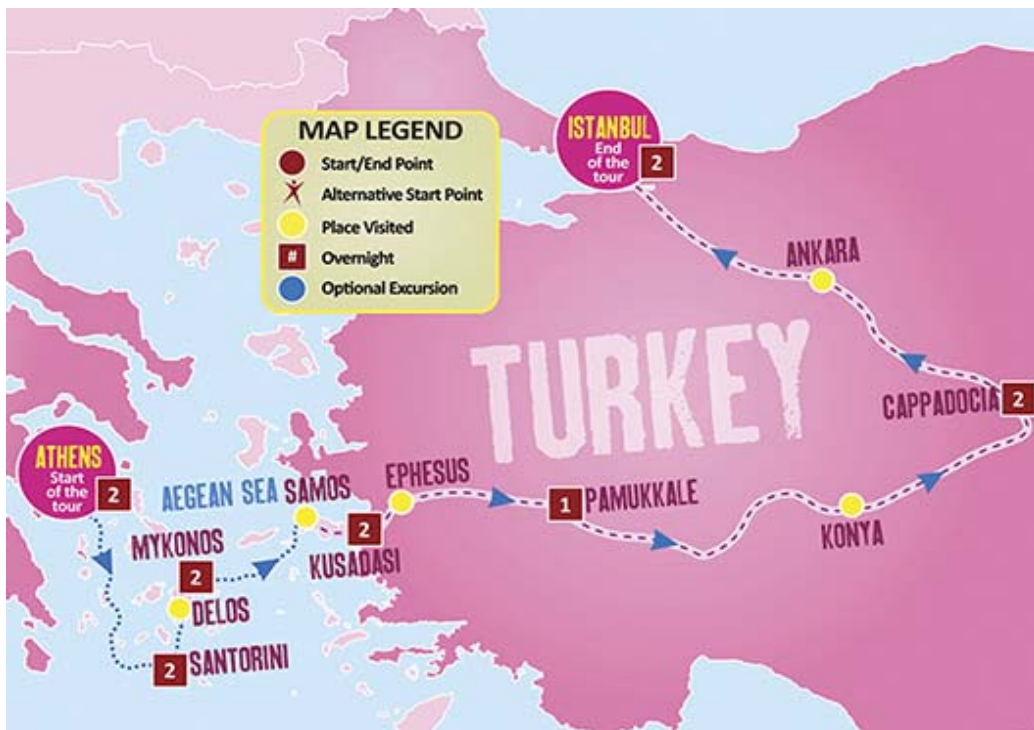 MAP LEGEND
Start/End Point
Alternative Start Point
Place Visited
# Overnight
Optional Excursion
ISTANBUL
End
of the
tour
2
ANKARA
TURKEY
CAPPADOCIA 2
ATHENS
Start
of the
tour
2
AEGEAN SEA
SAMOS
EPHESUS
1 PAMUKKALE
KONYA
2
KUSADASI
MYKONOS
2
DELOS
2 SANTORINI